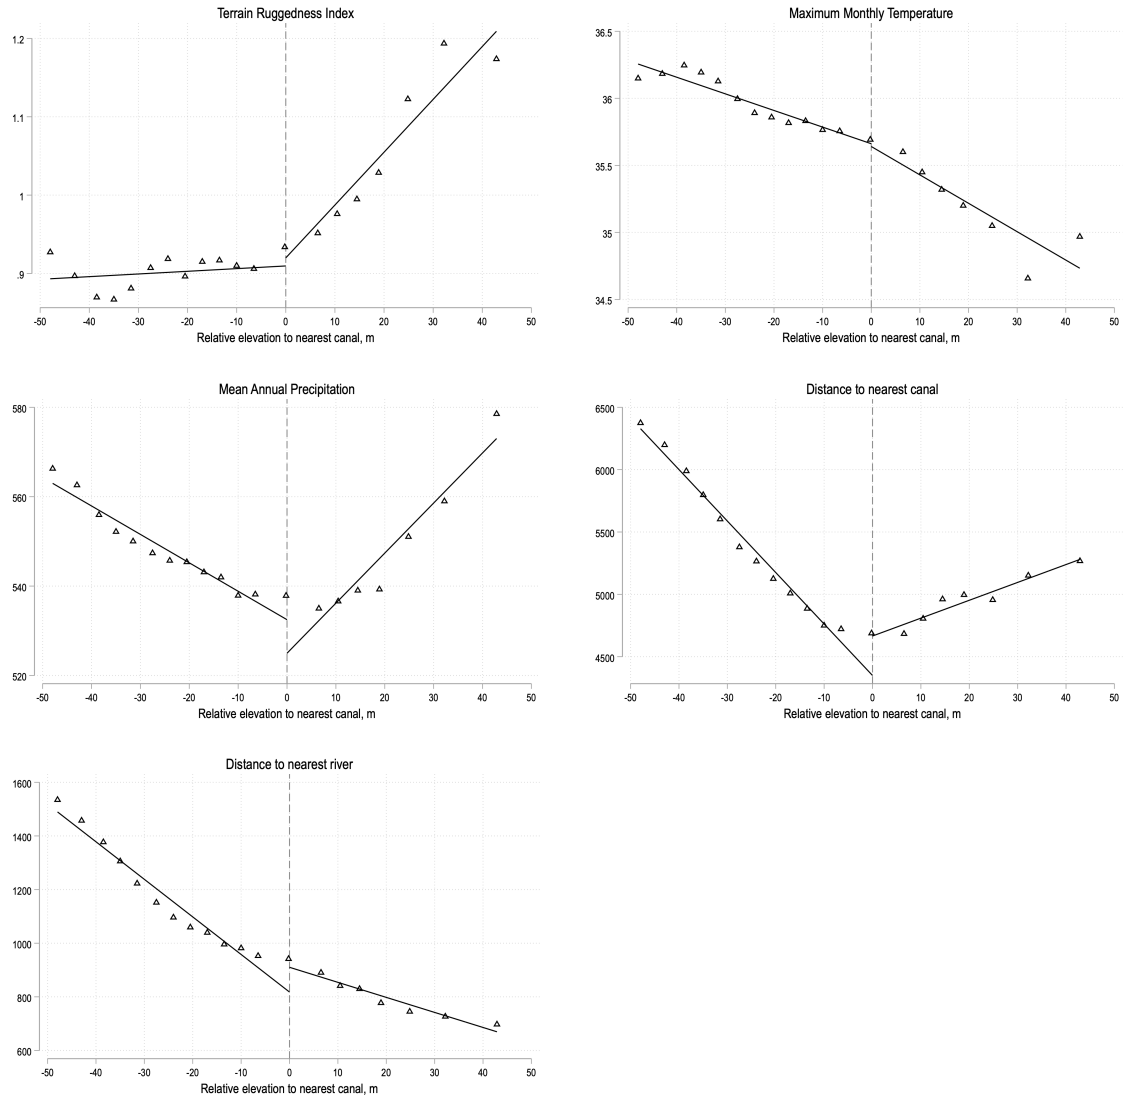 Terrain Ruggedness Index
1.2
1.1
1
.9
-50 -40 -30 -20 -10 0 10 20 30 40 50
Relative elevation to nearest canal, m
Maximum Monthly Temperature
36.5
36
35.5
35
34.5
-50 -40 -30 -20 -10 0 10 20 30 40 50
Relative elevation to nearest canal, m
Mean Annual Precipitation
580
560
540
520
-50 -40 -30 -20 -10 0 10 20 30 40 50
Relative elevation to nearest canal, m
Distance to nearest canal
6500
6000
5500
5000
4500
-50 -40 -30 -20 -10 0 10 20 30 40 50
Relative elevation to nearest canal, m
Distance to nearest river
1600
1400
1200
1000
800
600
-50 -40 -30 -20 -10 0 10 20 30 40 50
Relative elevation to nearest canal, m